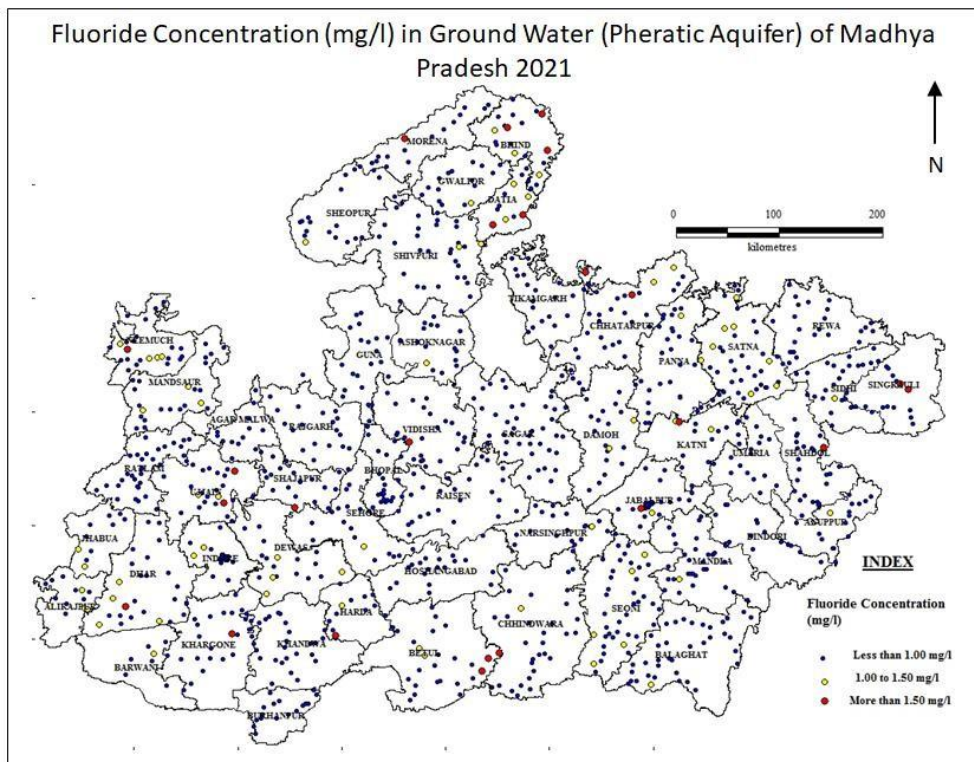 Fluoride Concentration (mg/l) in Ground Water (Pheratic Aquifer) of Madhya
Pradesh 2021
N
0 100 200
kilometres
MORENA
BHIND
GWALIOR
DATIA
SHEOPUR
SHIVPURI
TIKAMGARH
CHHATARPUR
REWA
NEEMUCH
GUNA
ASHOKNAGAR
PANNA
SATNA
MANDSAUR
SIDHI
SINGRAULI
AGAR MALWA
RAJGARH
VIDISHA
SAGAR
DAMOH
KATNI
UMARIA
SHAHDOL
RATLAM
UJJAIN
SHAJAPUR
BHOPAL
RAISEN
SEHORE
JABALPUR
ANUPPUR
JHABUA
INDORE
DEWAS
NARSINGHPUR
DINDORI
DHAR
HOSHANGABAD
MANDLA
ALIRAJPUR
HARDA
SEONI
KHARGONE
KHANDWA
CHHINDWARA
BARWANI
BETUL
BALAGHAT
BURHANPUR
INDEX
Fluoride Concentration
(mg/l)
Less than 1.00 mg/l
1.00 to 1.50 mg/l
More than 1.50 mg/l